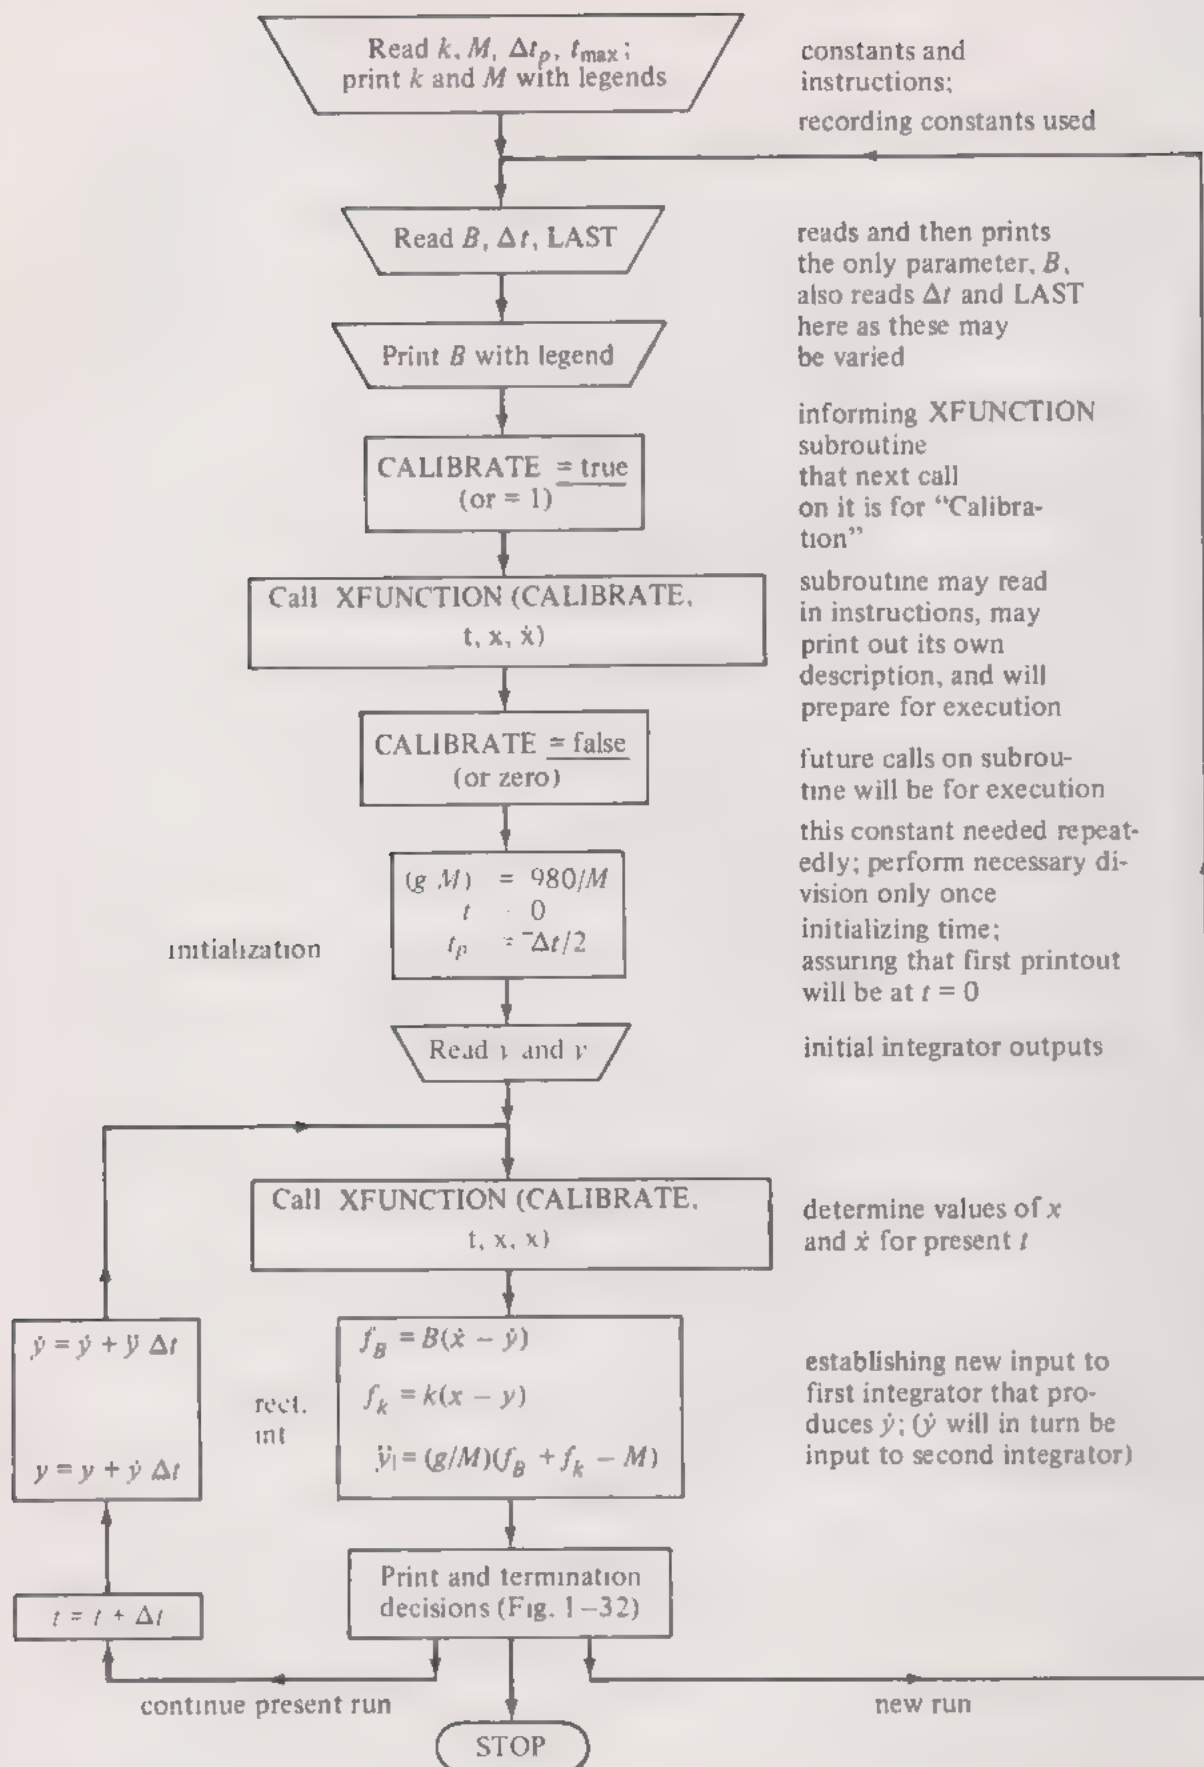 Read k, M, Δtₚ, t_max;
print k and M with legends
constants and
instructions;
recording constants used
Read B, Δt, LAST
reads and then prints
the only parameter, B,
also reads Δt and LAST
here as these may
be varied
Print B with legend
informing XFUNCTION
subroutine
that next call
on it is for “Calibra-
tion”
CALIBRATE = true
(or = 1)
Call XFUNCTION (CALIBRATE,
t, x, ẋ)
subroutine may read
in instructions, may
print out its own
description, and will
prepare for execution
CALIBRATE = false
(or zero)
future calls on subrou-
tine will be for execution
this constant needed repeat-
edly; perform necessary di-
vision only once
(g M) = 980/M
t 0
tₚ = ⁻Δt/2
initialization
initializing time;
assuring that first printout
will be at t = 0
Read and
initial integrator outputs
Call XFUNCTION (CALIBRATE,
t, x, x)
determine values of x
and ẋ for present t
ẏ = ẏ + ÿ Δt
y = y + ẏ Δt
rect.
int
f_B = B(ẋ − ẏ)
f_k = k(x − y)
ÿ = (g/M)(f_B + f_k − M)
establishing new input to
first integrator that pro-
duces ẏ; (ẏ will in turn be
input to second integrator)
Print and termination
decisions (Fig. 1–32)
t = t + Δt
continue present run
new run
STOP